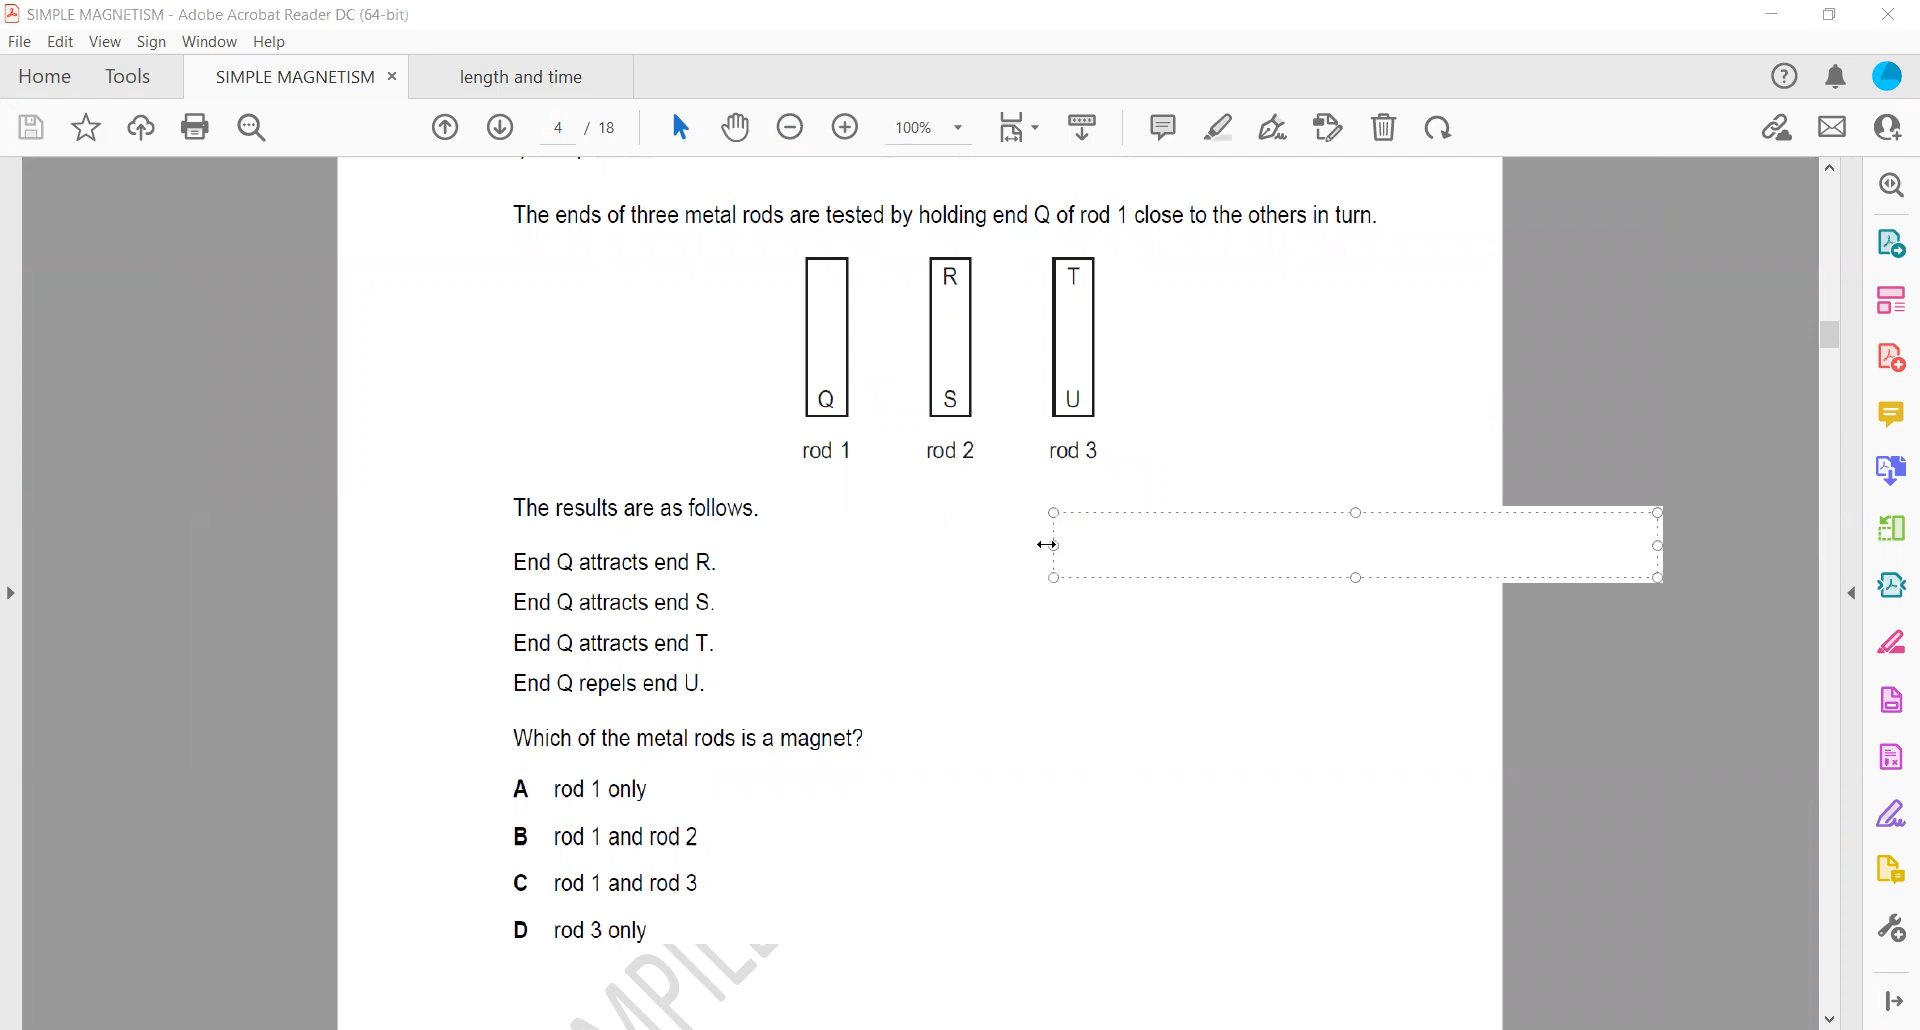 SIMPLE MAGNETISM - Adobe Acrobat Reader DC (64-bit)
File Edit View Sign Window Help
Home Tools SIMPLE MAGNETISM × length and time
4 / 18 100%
The ends of three metal rods are tested by holding end Q of rod 1 close to the others in turn.
R T
Q S U
rod 1 rod 2 rod 3
The results are as follows.
End Q attracts end R.
End Q attracts end S.
End Q attracts end T.
End Q repels end U.
Which of the metal rods is a magnet?
A rod 1 only
B rod 1 and rod 2
C rod 1 and rod 3
D rod 3 only